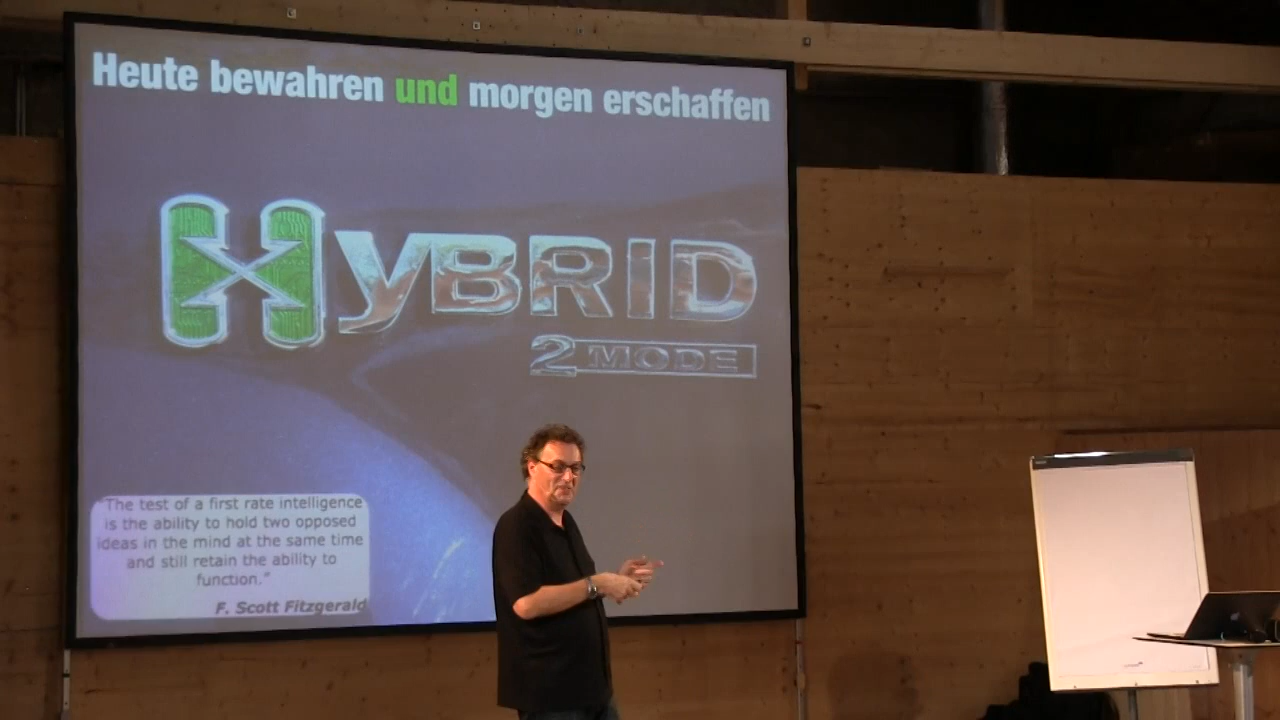 Heute bewahren und morgen erschaffen
HYBRID
2 MODE
"The test of a first rate intelligence
is the ability to hold two opposed
ideas in the mind at the same time
and still retain the ability to
function."
F. Scott Fitzgerald